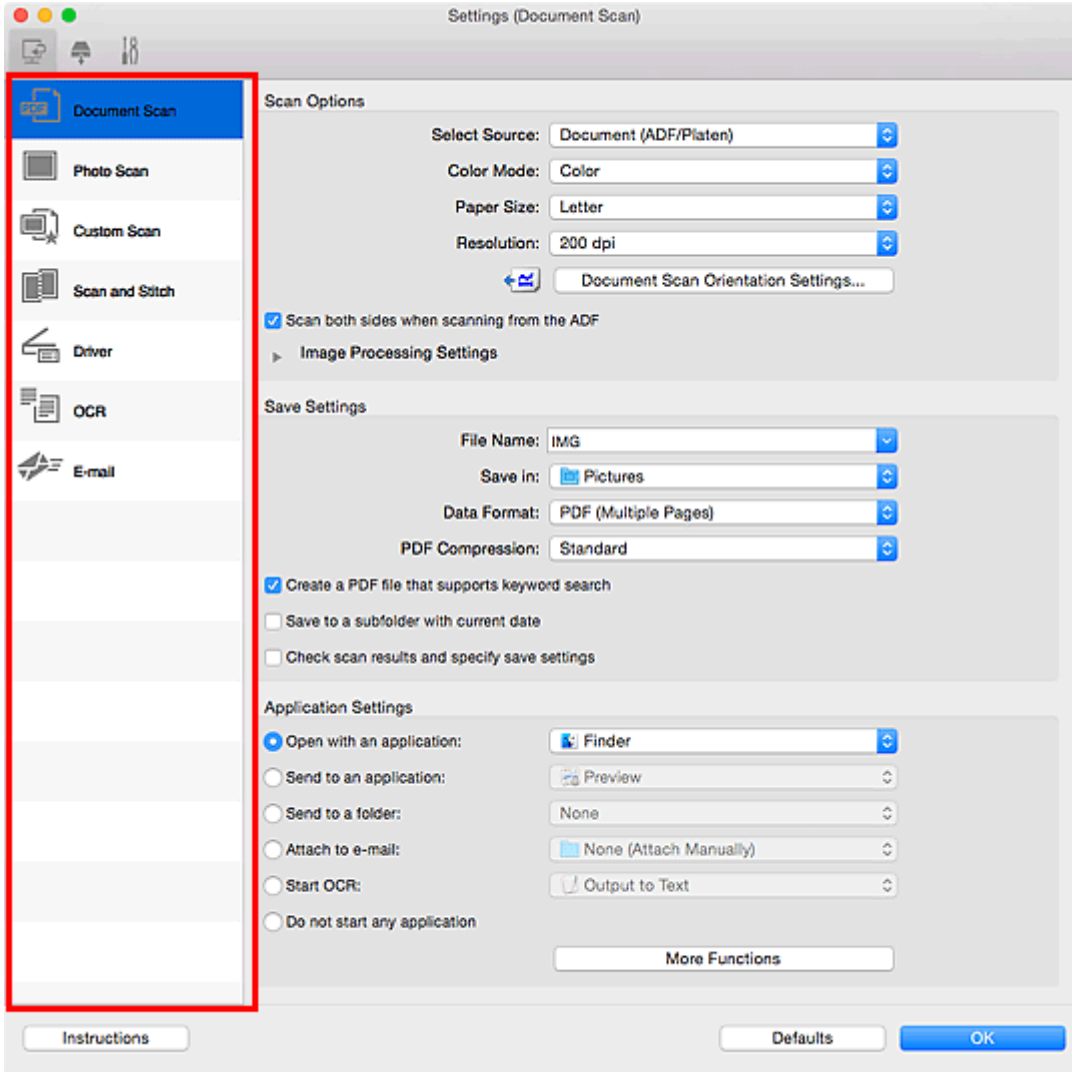 Settings (Document Scan)
PDF Document Scan
Photo Scan
Custom Scan
Scan and Stitch
Driver
OCR
E-mail
Scan Options
Select Source: Document (ADF/Platen)
Color Mode: Color
Paper Size: Letter
Resolution: 200 dpi
Document Scan Orientation Settings...
Scan both sides when scanning from the ADF
Image Processing Settings
Save Settings
File Name: IMG
Save in: Pictures
Data Format: PDF (Multiple Pages)
PDF Compression: Standard
Create a PDF file that supports keyword search
Save to a subfolder with current date
Check scan results and specify save settings
Application Settings
Open with an application: Finder
Send to an application: Preview
Send to a folder: None
Attach to e-mail: None (Attach Manually)
Start OCR: Output to Text
Do not start any application
More Functions
Instructions Defaults OK